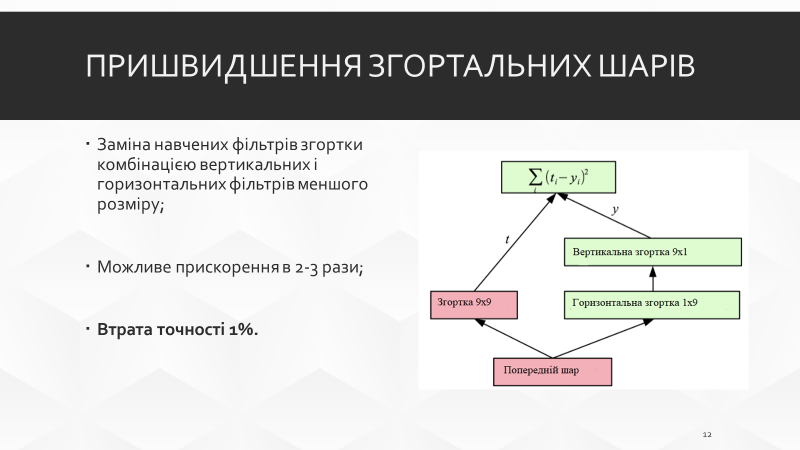 ПРИШВИДШЕННЯ ЗГОРТАЛЬНИХ ШАРІВ
▪ Заміна навчених фільтрів згортки
комбінацією вертикальних і
горизонтальних фільтрів меншого
розміру;
▪ Можливе прискорення в 2-3 рази;
▪ Втрата точності 1%.
∑ᵢ(tᵢ – yᵢ)²
t
y
Вертикальна згортка 9x1
Згортка 9x9
Горизонтальна згортка 1x9
Попередній шар
12